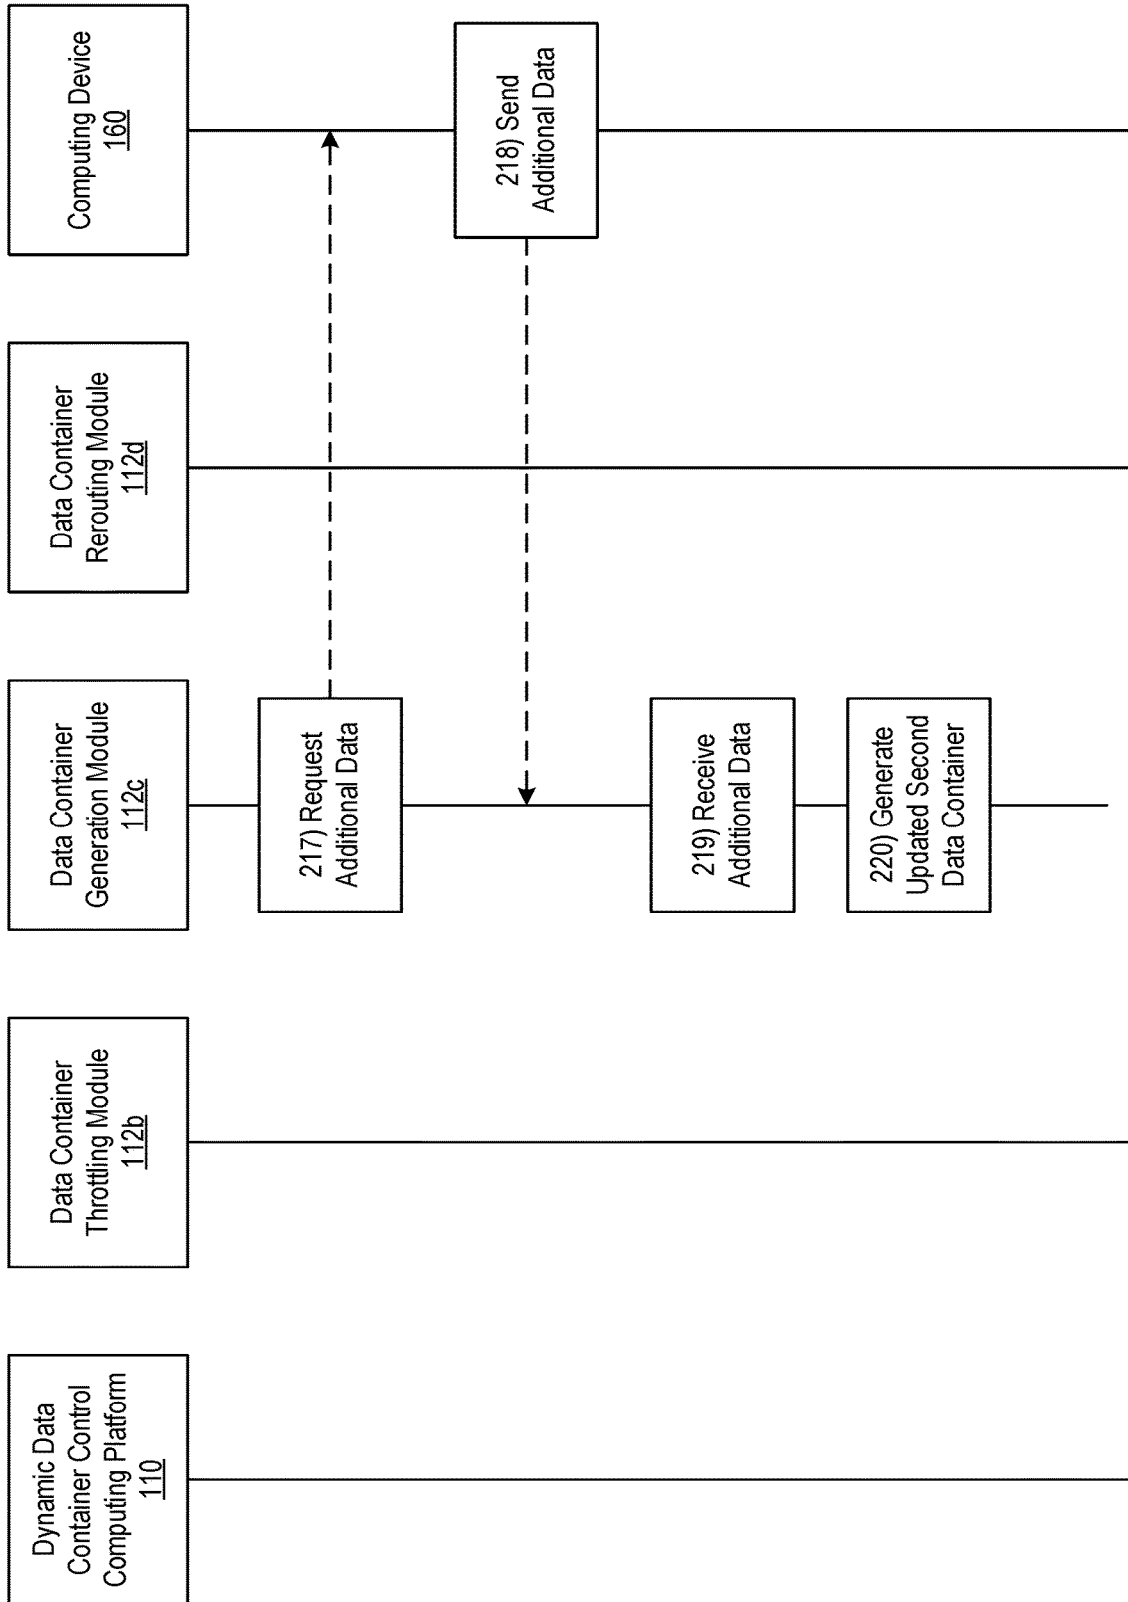 Dynamic Data
Container Control
Computing Platform
110
Data Container
Throttling Module
112b
Data Container
Generation Module
112c
Data Container
Rerouting Module
112d
Computing Device
160
217) Request
Additional Data
218) Send
Additional Data
219) Receive
Additional Data
220) Generate
Updated Second
Data Container